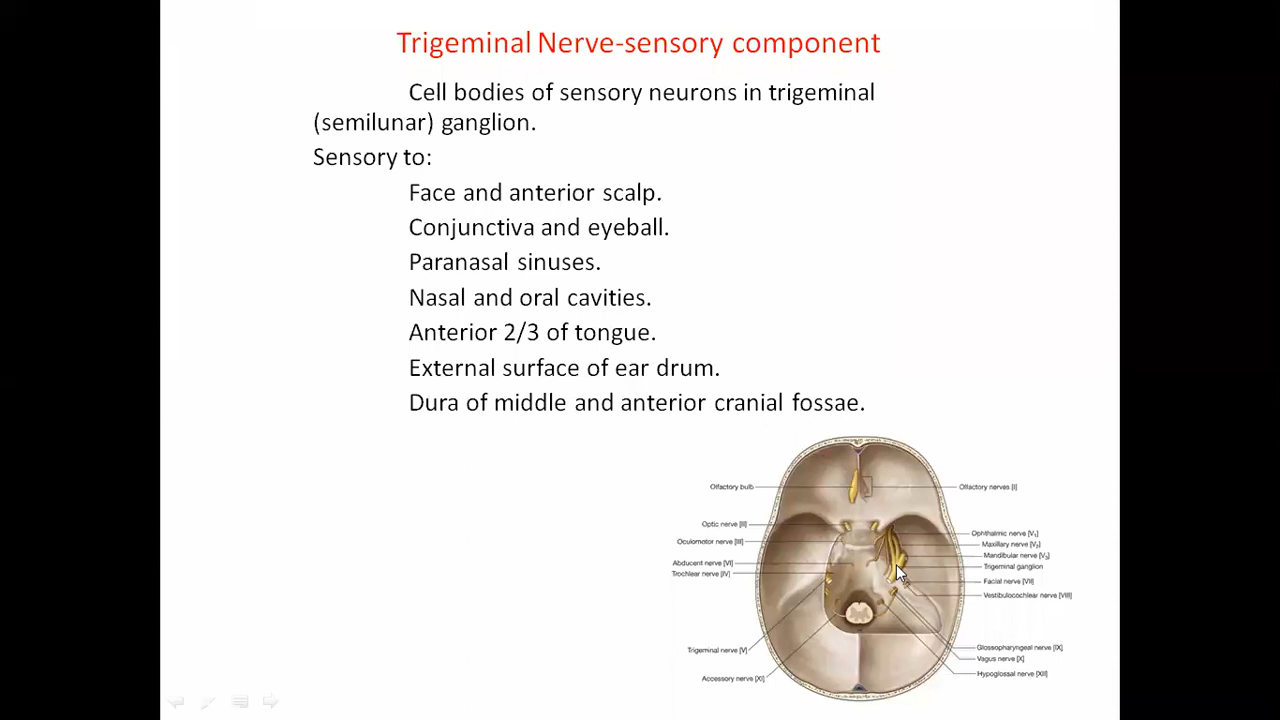 Trigeminal Nerve-sensory component
Cell bodies of sensory neurons in trigeminal
(semilunar) ganglion.
Sensory to:
Face and anterior scalp.
Conjunctiva and eyeball.
Paranasal sinuses.
Nasal and oral cavities.
Anterior 2/3 of tongue.
External surface of ear drum.
Dura of middle and anterior cranial fossae.
Olfactory bulb
Optic nerve [II]
Oculomotor nerve [III]
Abducent nerve [VI]
Trochlear nerve [IV]
Trigeminal nerve [V]
Accessory nerve [XI]
Olfactory nerves [I]
Ophthalmic nerve [V₁]
Maxillary nerve [V₂]
Mandibular nerve [V₃]
Trigeminal ganglion
Facial nerve [VII]
Vestibulocochlear nerve [VIII]
Glossopharyngeal nerve [IX]
Vagus nerve [X]
Hypoglossal nerve [XII]